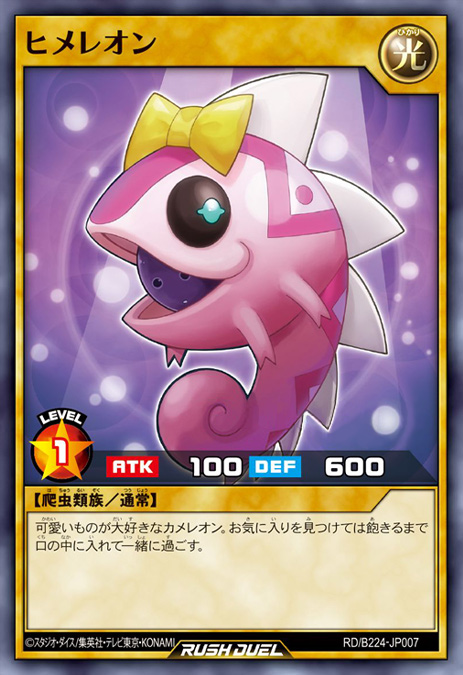 ヒメレオン
ひかり
光
LEVEL
1
ATK 100 DEF 600
【爬虫類族／通常】
可愛いものが大好きなカメレオン。お気に入りを見つけては飽きるまで
口の中に入れて一緒に過ごす。
©スタジオ・ダイス/集英社・テレビ東京・KONAMI
RUSH DUEL
RD/B224-JP007